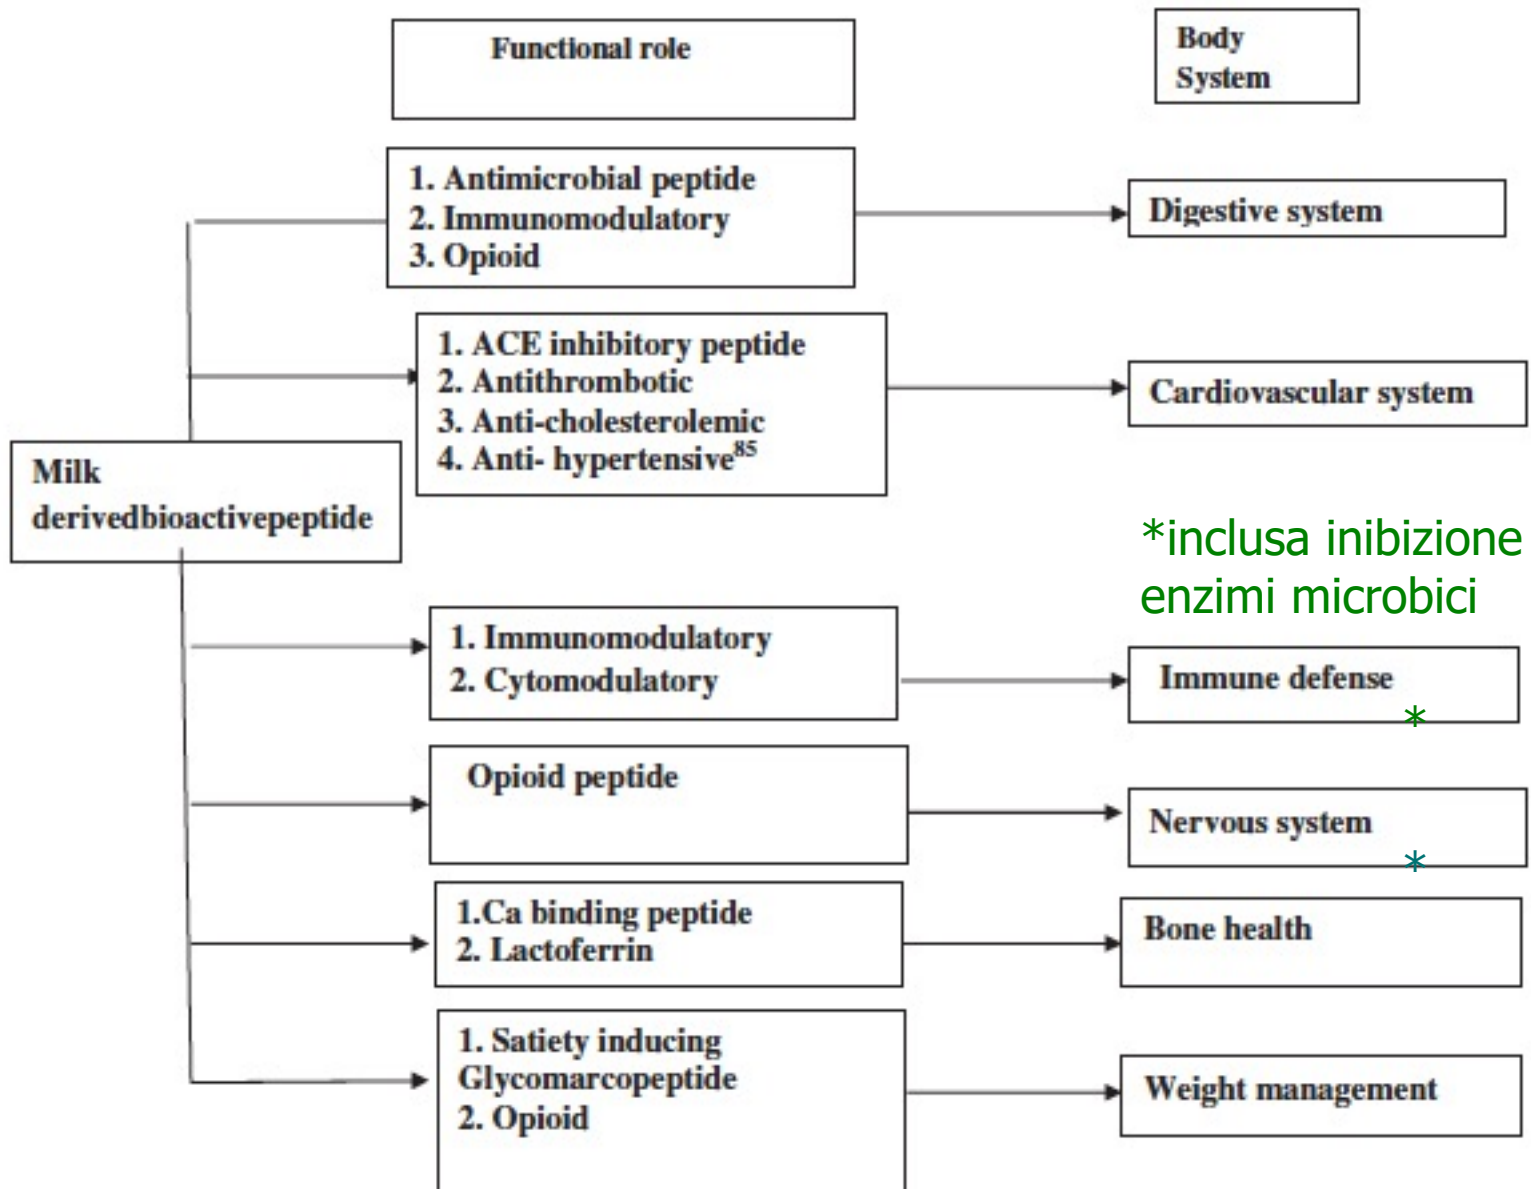 Functional role
Body
System
1. Antimicrobial peptide
2. Immunomodulatory
3. Opioid
Digestive system
1. ACE inhibitory peptide
2. Antithrombotic
3. Anti-cholesterolemic
4. Anti- hypertensive85
Cardiovascular system
Milk
derivedbioactivepeptide
*inclusa inibizione
enzimi microbici
1. Immunomodulatory
2. Cytomodulatory
Immune defense
*
Opioid peptide
Nervous system
*
1.Ca binding peptide
2. Lactoferrin
Bone health
1. Satiety inducing
Glycomarcopeptide
2. Opioid
Weight management